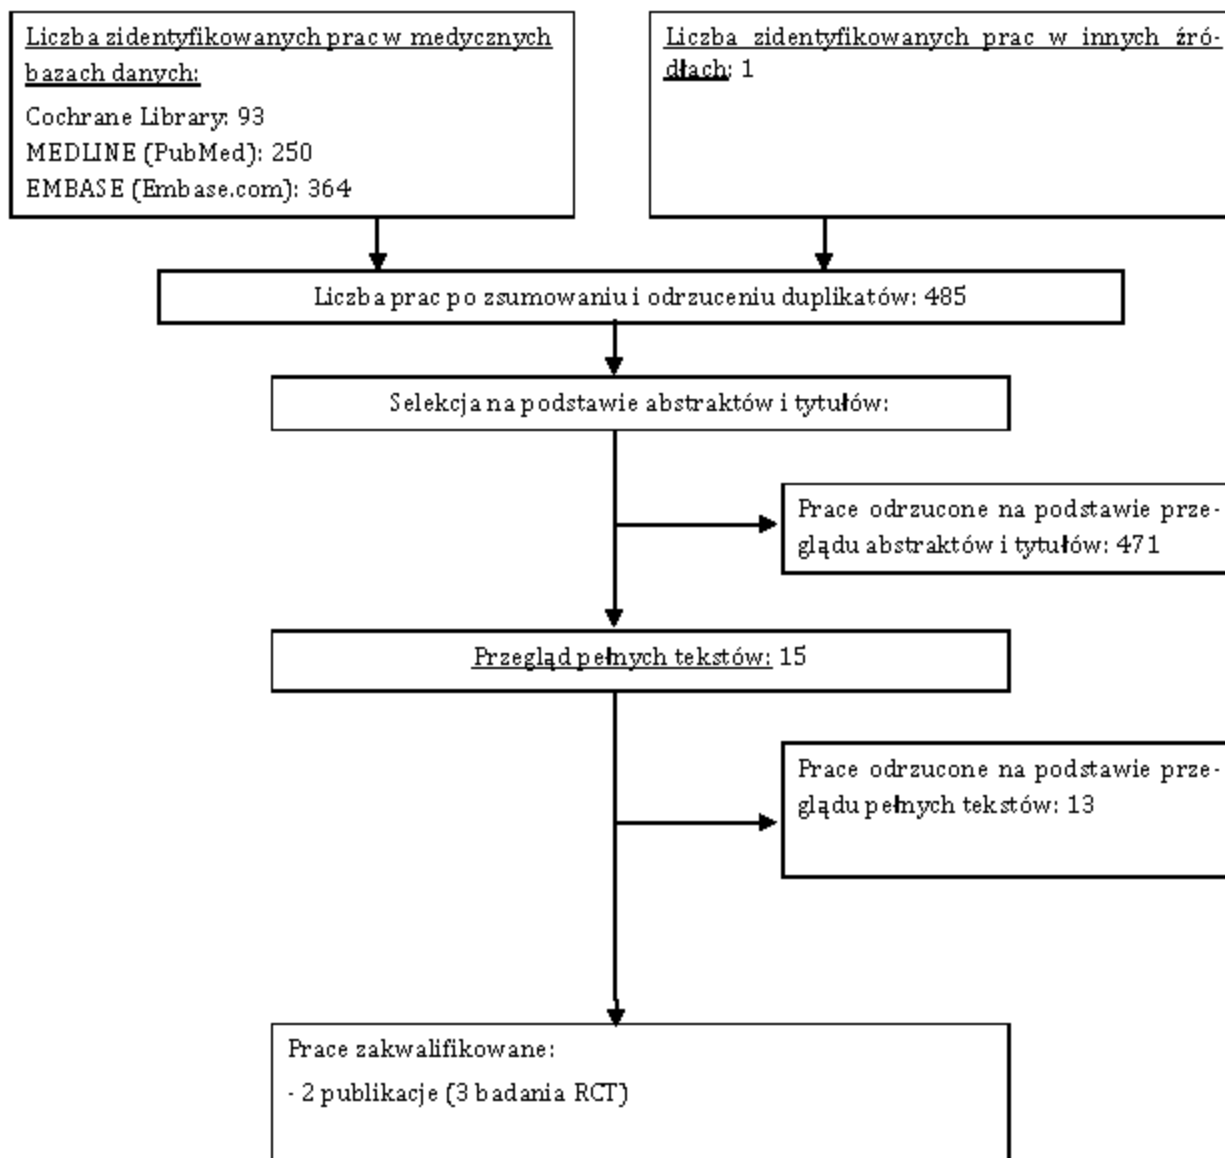 Liczba zidentyfikowanych prac w medycznych
bazach danych:
Cochrane Library: 93
MEDLINE (PubMed): 250
EMBASE (Embase.com): 364
Liczba zidentyfikowanych prac w innych źró-
dłach: 1
Liczba prac po zsumowaniu i odrzuceniu duplikatów: 485
Selekcja na podstawie abstraktów i tytułów:
Prace odrzucone na podstawie prze-
glądu abstraktów i tytułów: 471
Przegląd pełnych tekstów: 15
Prace odrzucone na podstawie prze-
glądu pełnych tekstów: 13
Prace zakwalifikowane:
- 2 publikacje (3 badania RCT)